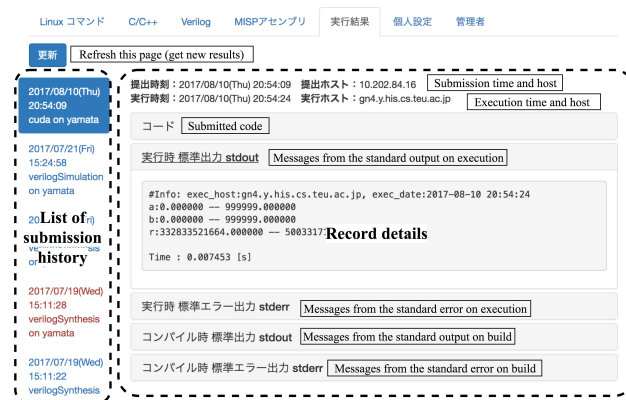 Linux コマンド C/C++ Verilog MISPアセンブリ 実行結果 個人設定 管理者
更新 Refresh this page (get new results)
2017/08/10(Thu)
20:54:09
cuda on yamata
2017/07/21(Fri)
15:24:58
verilogSimulation
on yamata
List of
submission
history
2017/07/19(Wed)
15:11:28
verilogSynthesis
on yamata
2017/07/19(Wed)
15:11:22
verilogSynthesis
提出時刻：2017/08/10(Thu) 20:54:09 提出ホスト：10.202.84.16 Submission time and host
実行時刻：2017/08/10(Thu) 20:54:24 実行ホスト：gn4.y.his.cs.teu.ac.jp Execution time and host
コード Submitted code
実行時 標準出力 stdout Messages from the standard output on execution
#Info: exec_host:gn4.y.his.cs.teu.ac.jp, exec_date:2017-08-10 20:54:24
a:0.000000 -- 999999.000000
b:0.000000 -- 999999.000000
r:332833521664.000000 -- 5003317
Record details
Time : 0.007453 [s]
実行時 標準エラー出力 stderr Messages from the standard error on execution
コンパイル時 標準出力 stdout Messages from the standard output on build
コンパイル時 標準エラー出力 stderr Messages from the standard error on build